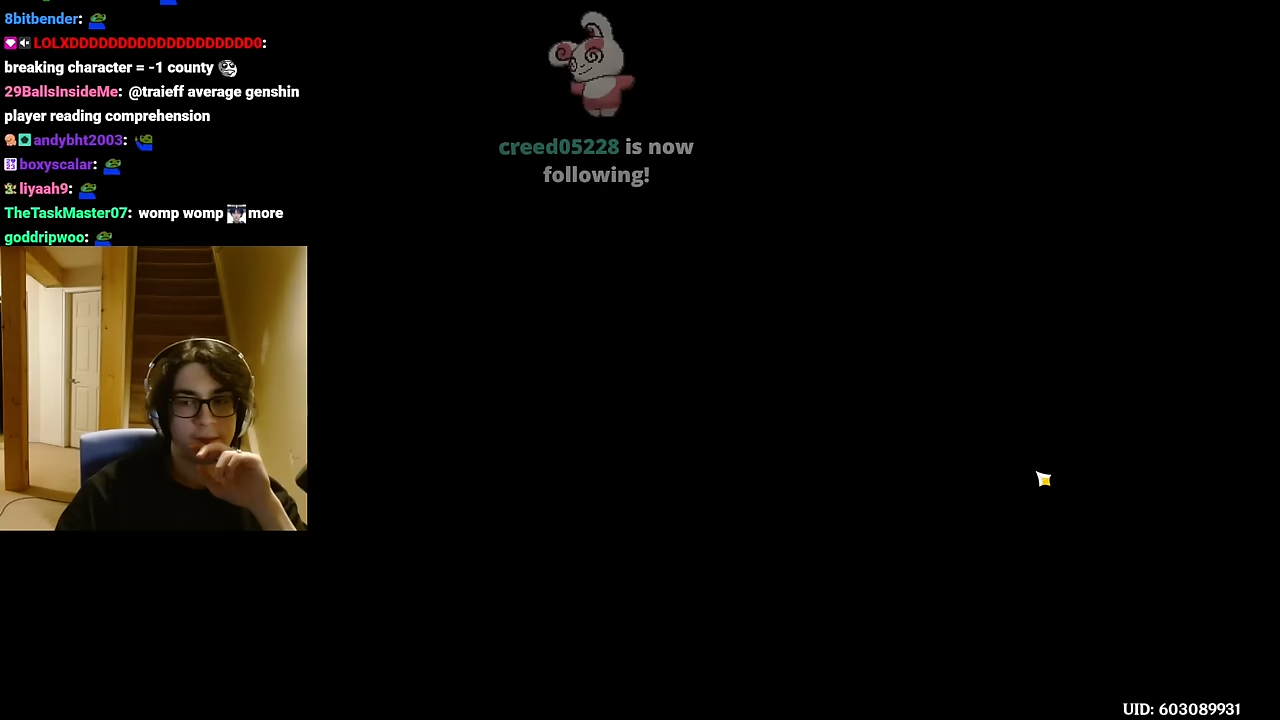 8bitbender:
LOLXDDDDDDDDDDDDDDDDDDDD0:
breaking character = -1 county
29BallsInsideMe: @traieff average genshin
player reading comprehension
andybht2003:
boxyscalar:
liyaah9:
TheTaskMaster07: womp womp more
goddripwoo:
creed05228 is now
following!
UID: 603089931